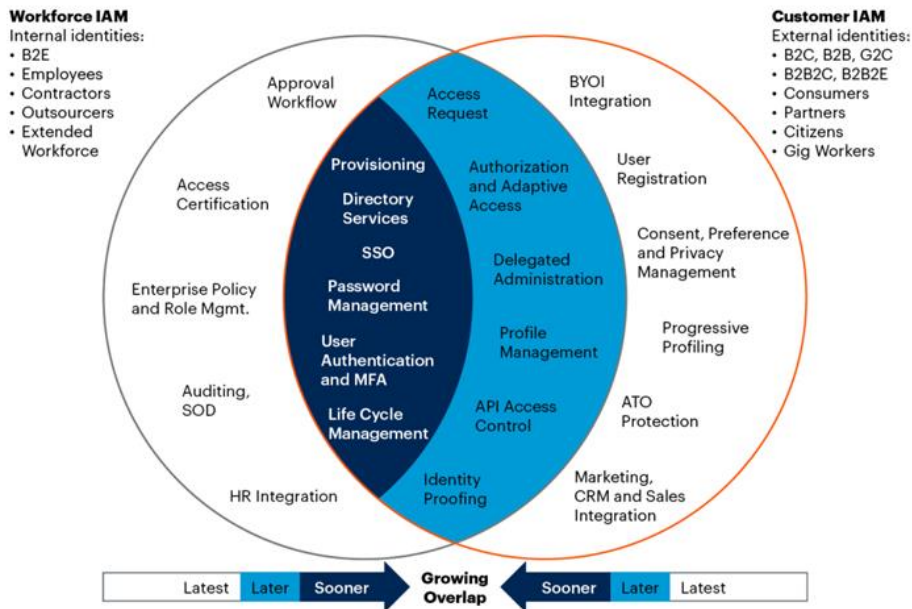 Workforce IAM
Internal identities:
• B2E
• Employees
• Contractors
• Outsourcers
• Extended
Workforce
Customer IAM
External identities:
• B2C, B2B, G2C
• B2B2C, B2B2E
• Consumers
• Partners
• Citizens
• Gig Workers
Approval
Workflow
Access
Certification
Enterprise Policy
and Role Mgmt.
Auditing,
SOD
HR Integration
Provisioning
Directory
Services
SSO
Password
Management
User
Authentication
and MFA
Life Cycle
Management
Access
Request
Authorization
and Adaptive
Access
Delegated
Administration
Profile
Management
API Access
Control
Identity
Proofing
BYOI
Integration
User
Registration
Consent, Preference
and Privacy
Management
Progressive
Profiling
ATO
Protection
Marketing,
CRM and Sales
Integration
Latest Later Sooner
Growing
Overlap
Sooner Later Latest